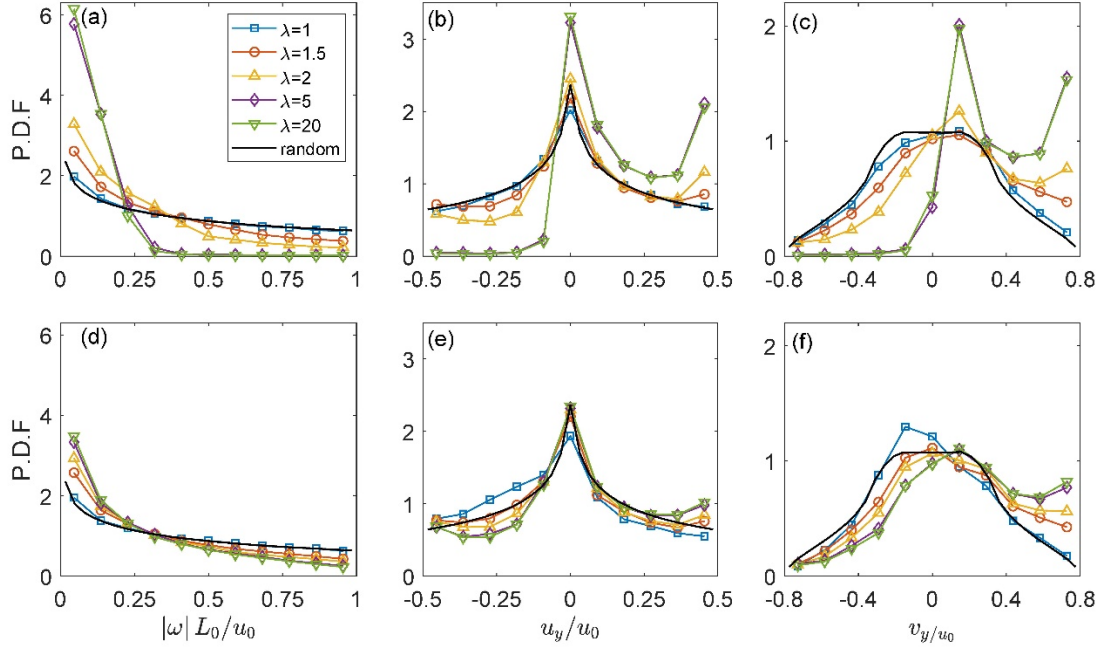 (a)
(b)
(c)
λ=1
λ=1.5
λ=2
λ=5
λ=20
random
P.D.F
6
4
2
0
0 0.25 0.5 0.75 1
3
2
1
0
-0.5 -0.25 0 0.25 0.5
2
1
0
-0.8 -0.4 0 0.4 0.8
(d)
(e)
(f)
P.D.F
6
4
2
0
0 0.25 0.5 0.75 1
|ω| L₀/u₀
3
2
1
0
-0.5 -0.25 0 0.25 0.5
u_y/u₀
2
1
0
-0.8 -0.4 0 0.4 0.8
v_y/u₀